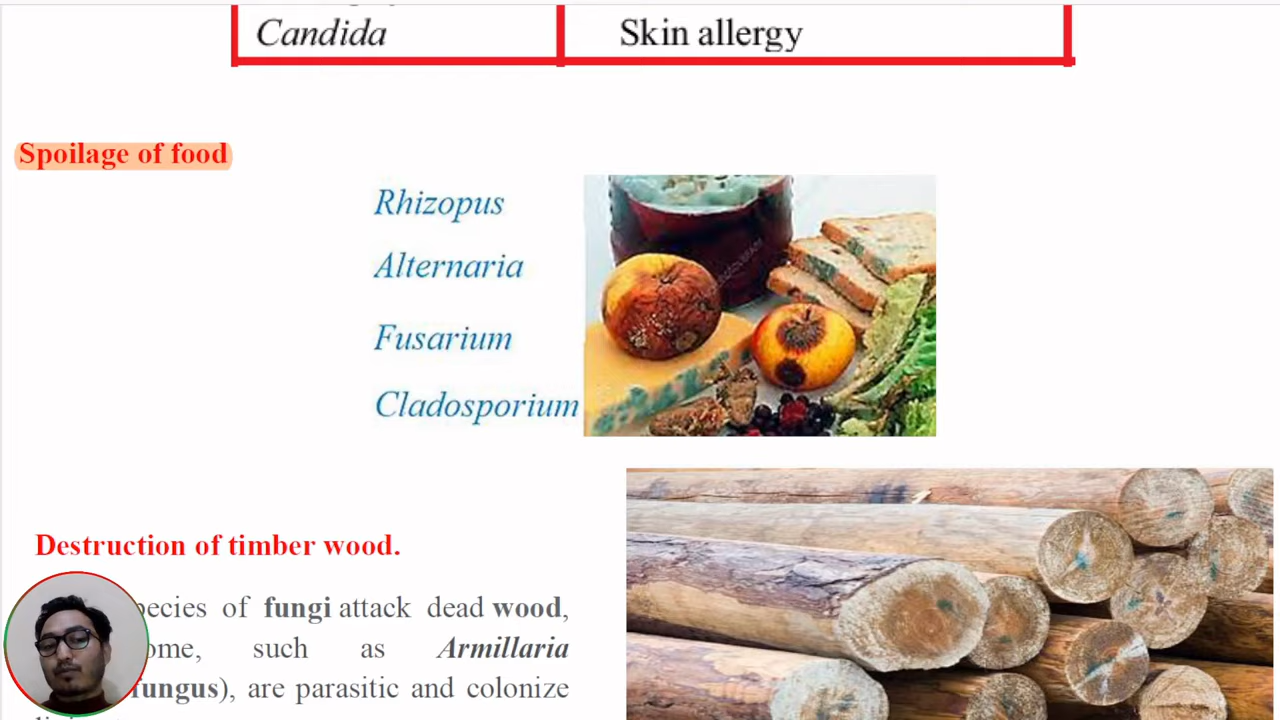 Candida Skin allergy
Spoilage of food
Rhizopus
Alternaria
Fusarium
Cladosporium
Destruction of timber wood.
pecies of fungi attack dead wood,
ome, such as Armillaria
fungus), are parasitic and colonize